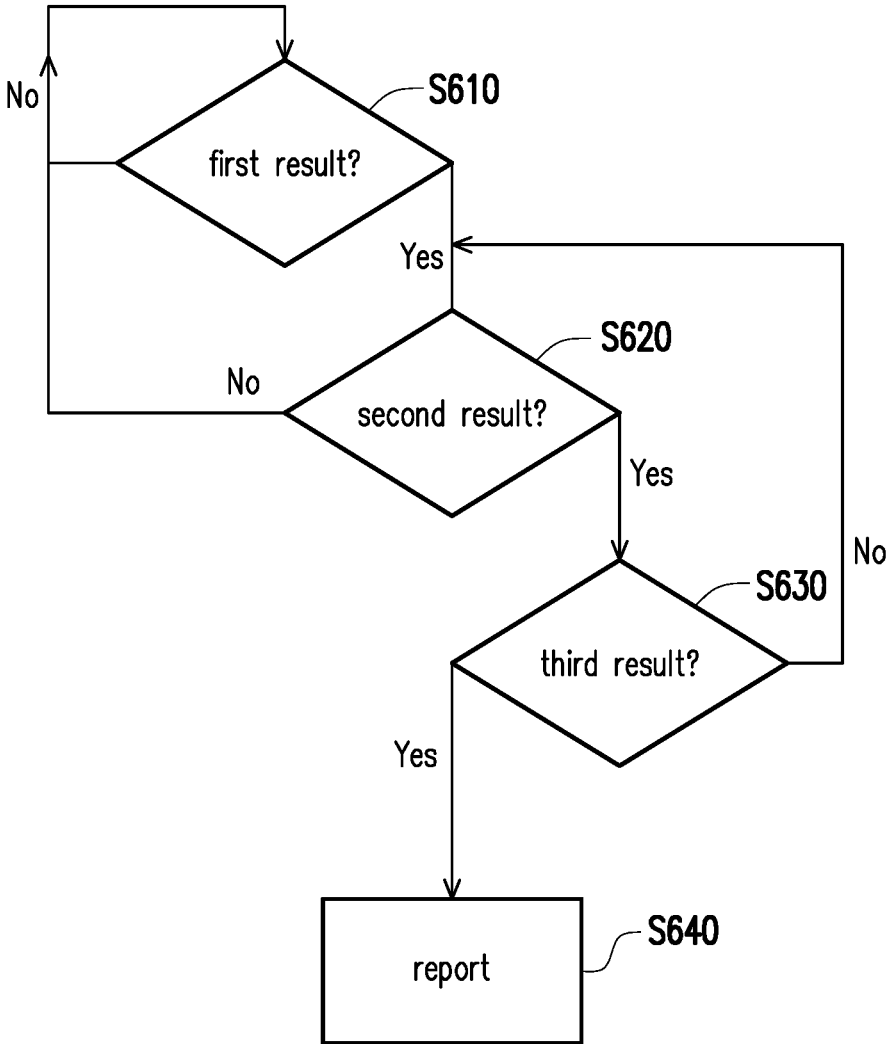 No
S610
first result?
Yes
S620
No
second result?
Yes
No
S630
third result?
Yes
S640
report